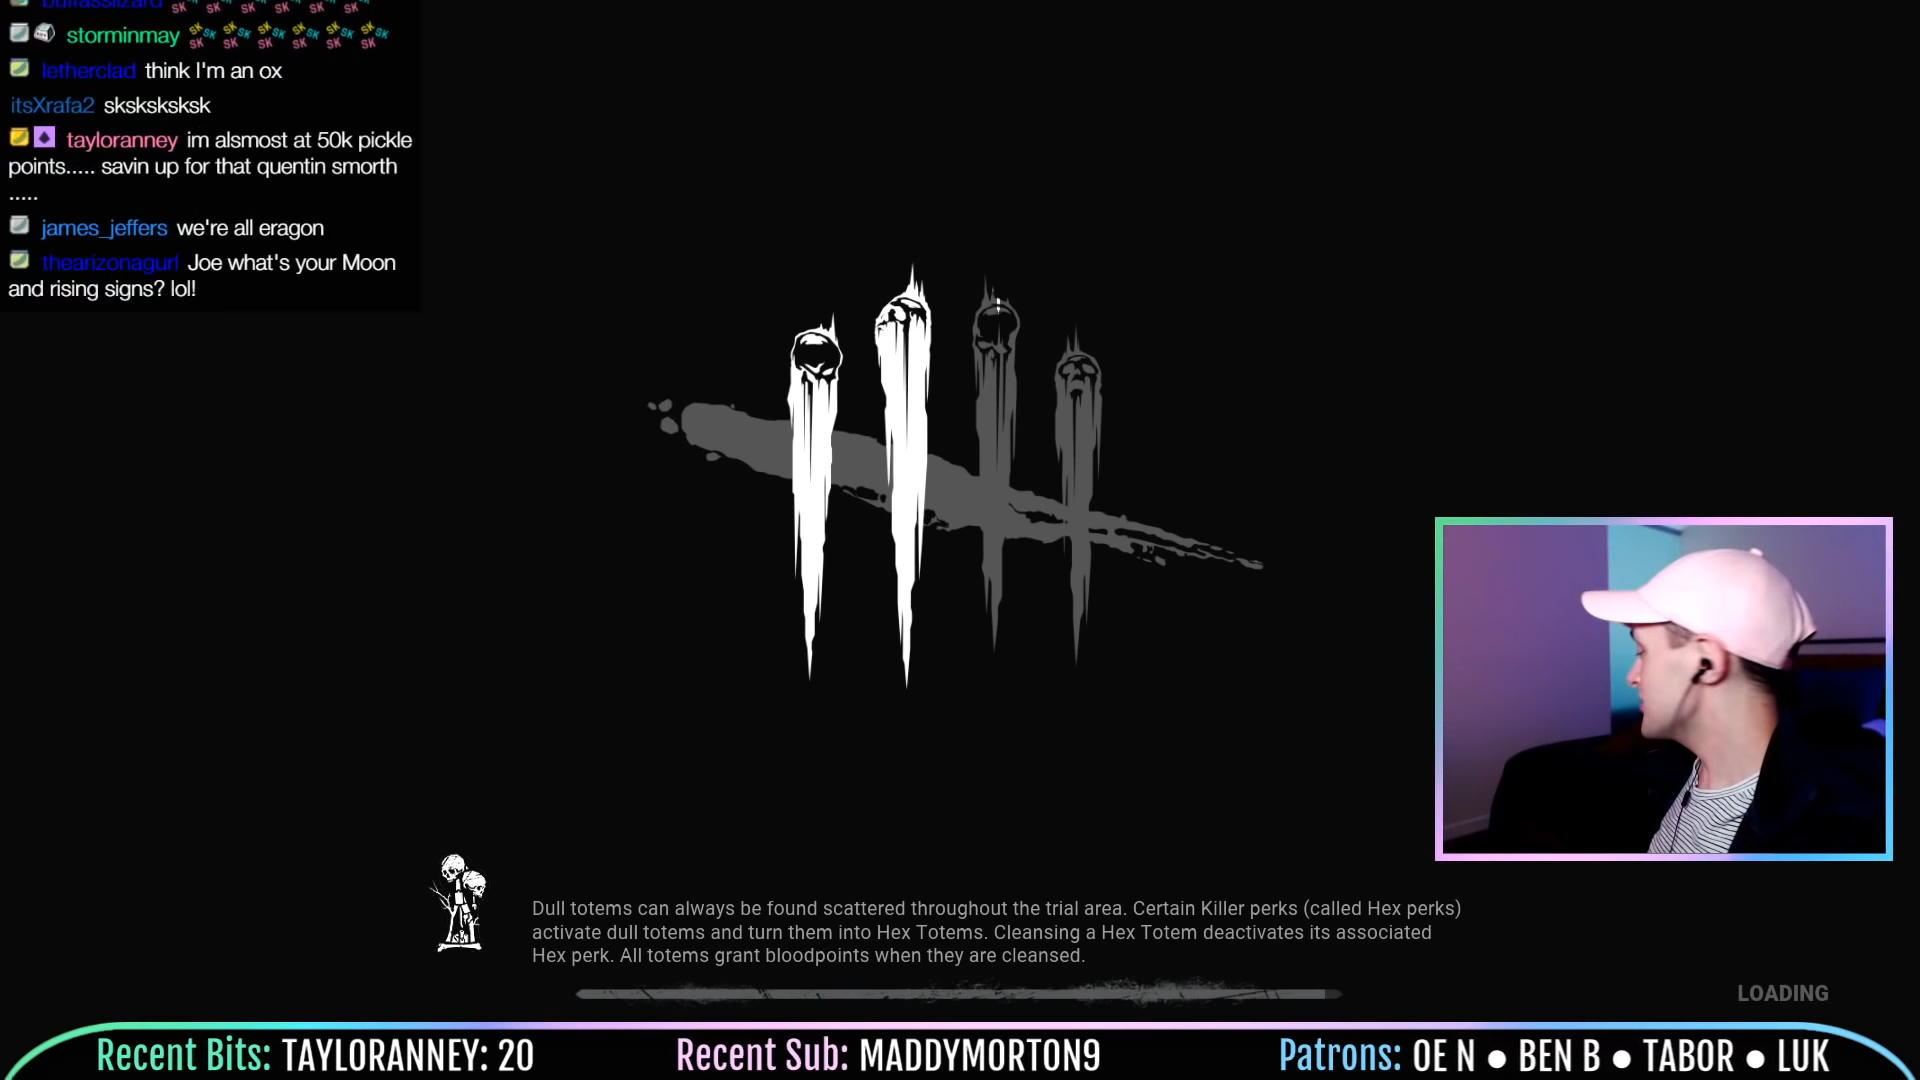 buffasslizard
storminmay
letherclad think I'm an ox
itsXrafa2 sksksksksk
tayloranney im alsmost at 50k pickle
points..... savin up for that quentin smorth
.....
james_jeffers we're all eragon
thearizonagurl Joe what's your Moon
and rising signs? lol!
Dull totems can always be found scattered throughout the trial area. Certain Killer perks (called Hex perks)
activate dull totems and turn them into Hex Totems. Cleansing a Hex Totem deactivates its associated
Hex perk. All totems grant bloodpoints when they are cleansed.
LOADING
Recent Bits: TAYLORANNEY: 20 Recent Sub: MADDYMORTON9 Patrons: OE N ● BEN B ● TABOR ● LUK